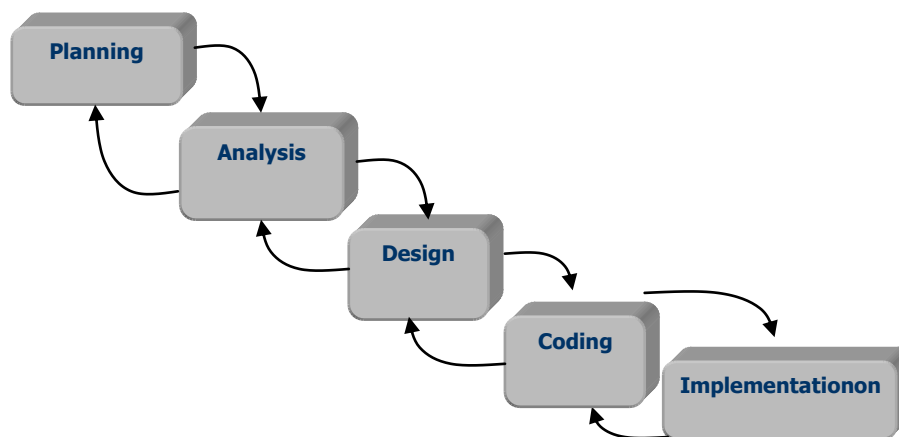 Planning
Analysis
Design
Coding
Implementationon